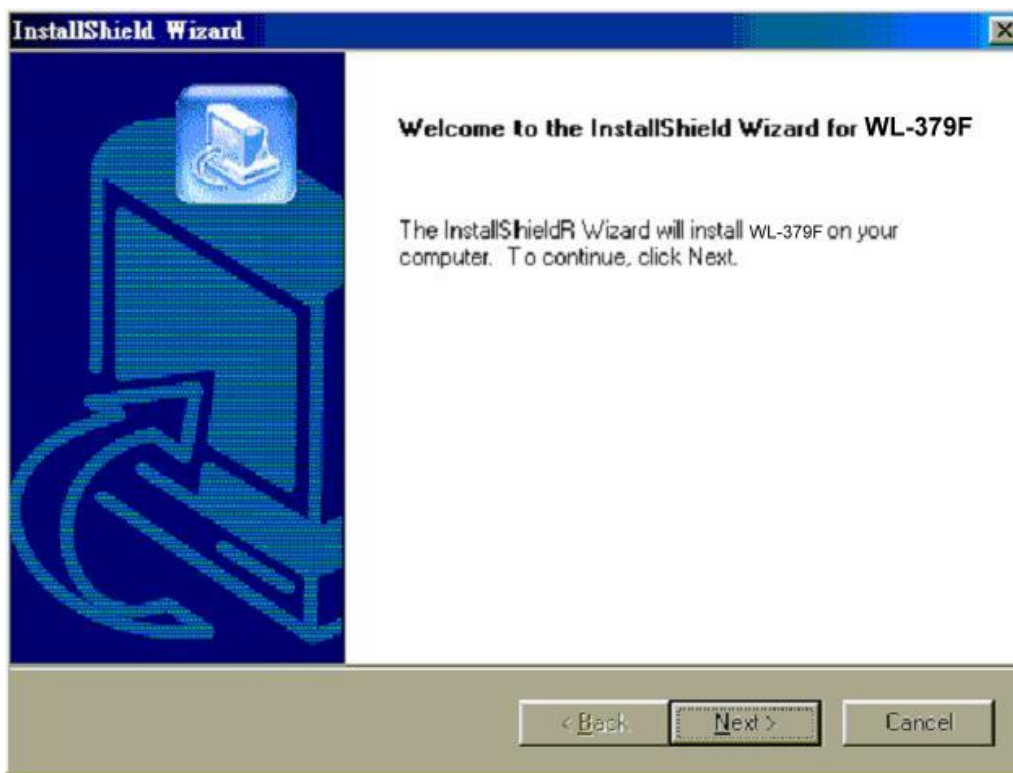 InstallShield Wizard
Welcome to the InstallShield Wizard for WL-379F
The InstallShieldR Wizard will install WL-379F on your
computer. To continue, click Next.
< Back Next > Cancel